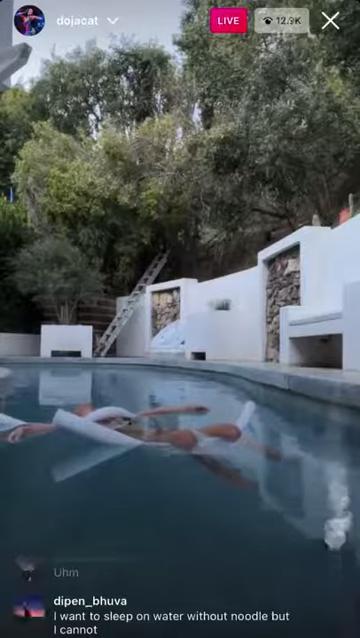 dojacat
LIVE
12.9K
Uhm
dipen_bhuva
I want to sleep on water without noodle but
I cannot